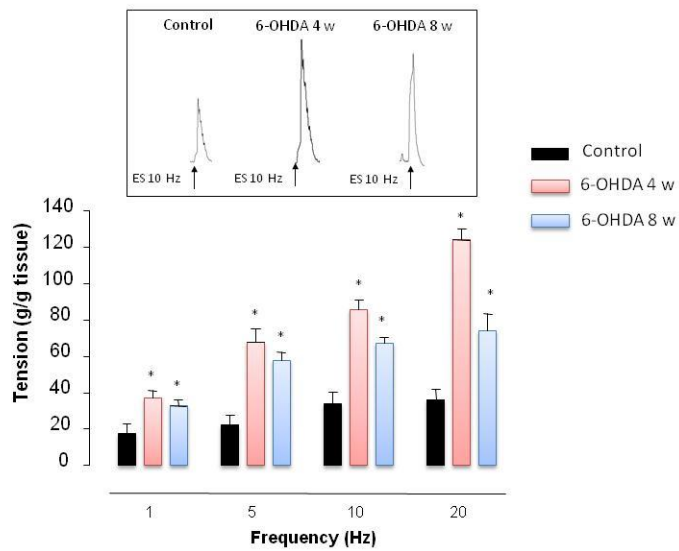 Control 6-OHDA 4 w 6-OHDA 8 w
ES 10 Hz ES 10 Hz ES 10 Hz
Control
6-OHDA 4 w
6-OHDA 8 w
Tension (g/g tissue)
140
120
100
80
60
40
20
0
* * * * * * * *
1 5 10 20
Frequency (Hz)